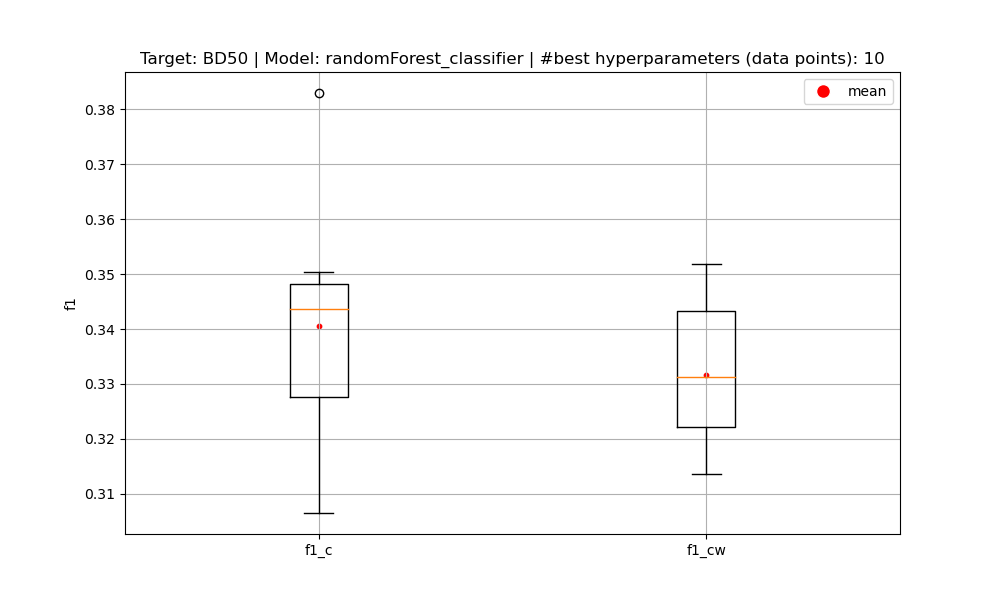 Target: BD50 | Model: randomForest_classifier | #best hyperparameters (data points): 10
mean
0.38
0.37
0.36
0.35
0.34
0.33
0.32
0.31
f1
f1_c
f1_cw